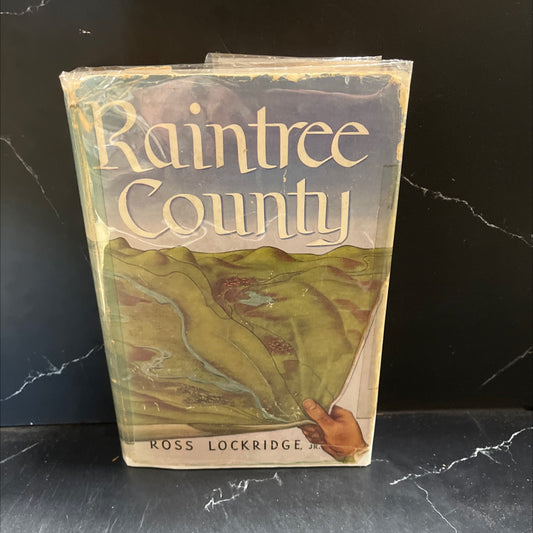 Raintree
County
ROSS LOCKRIDGE, JR.